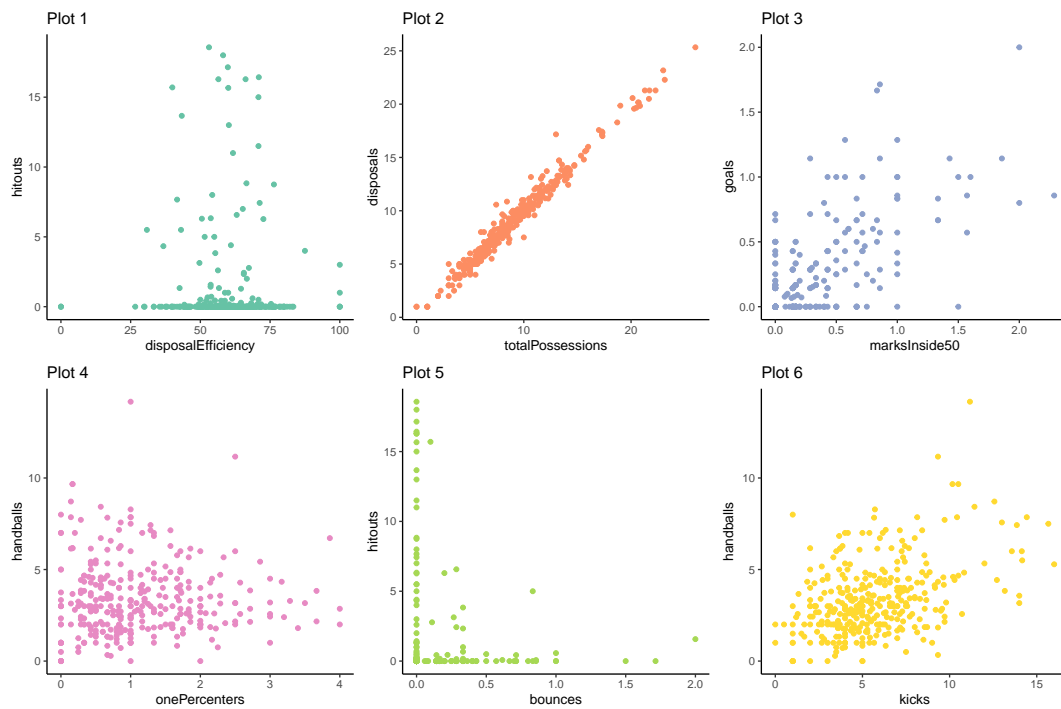 Plot 1
Plot 2
Plot 3
hitouts
15
10
5
0
0
25
50
75
100
disposalEfficiency
disposals
25
20
15
10
5
0
0
10
20
totalPossessions
goals
2.0
1.5
1.0
0.5
0.0
0.0
0.5
1.0
1.5
2.0
marksInside50
Plot 4
Plot 5
Plot 6
handballs
10
5
0
0
1
2
3
4
onePercenters
hitouts
15
10
5
0
0.0
0.5
1.0
1.5
2.0
bounces
handballs
10
5
0
0
5
10
15
kicks